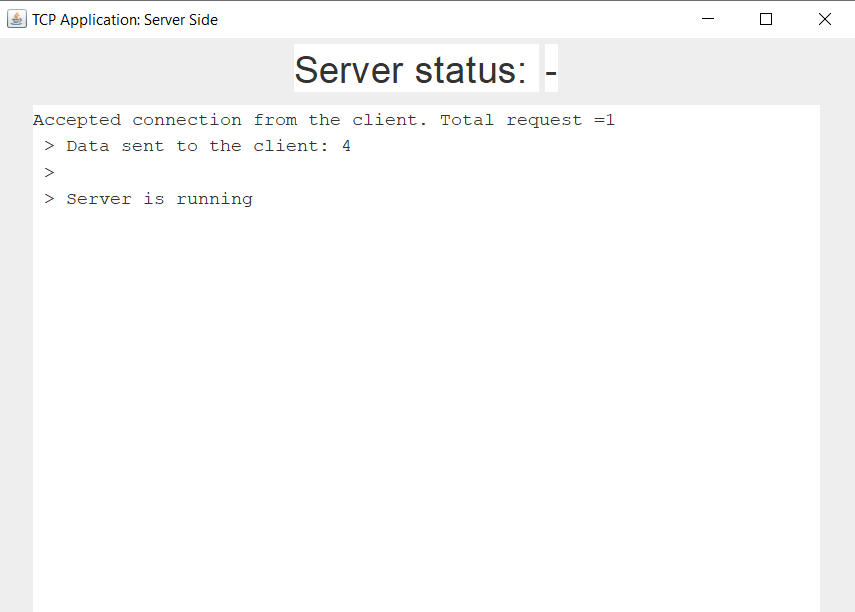 TCP Application: Server Side
Server status: -
Accepted connection from the client. Total request =1
> Data sent to the client: 4
>
> Server is running